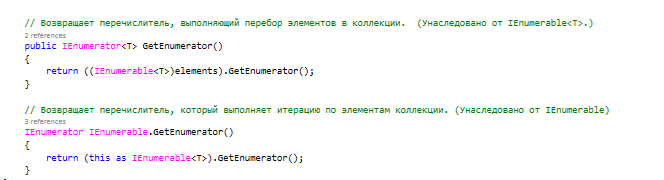 // Возвращает перечислитель, выполняющий перебор элементов в коллекции.  (Унаследовано от IEnumerable<T>.)
2 references
public IEnumerator<T> GetEnumerator()
{
    return ((IEnumerable<T>)elements).GetEnumerator();
}
// Возвращает перечислитель, который выполняет итерацию по элементам коллекции. (Унаследовано от IEnumerable)
3 references
IEnumerator IEnumerable.GetEnumerator()
{
    return (this as IEnumerable<T>).GetEnumerator();
}